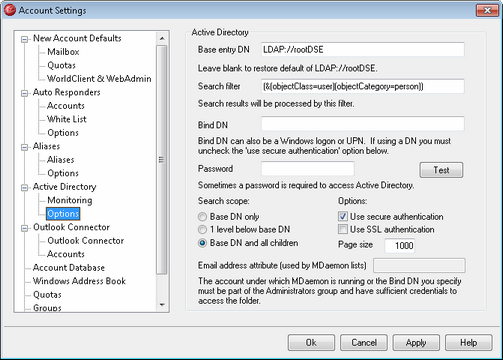 Account Settings
New Account Defaults
Mailbox
Quotas
WorldClient & WebAdmin
Auto Responders
Accounts
White List
Options
Aliases
Aliases
Options
Active Directory
Monitoring
Options
Outlook Connector
Outlook Connector
Accounts
Account Database
Windows Address Book
Quotas
Groups
Active Directory
Base entry DN LDAP://rootDSE
Leave blank to restore default of LDAP://rootDSE.
Search filter (&(objectClass=user)(objectCategory=person))
Search results will be processed by this filter.
Bind DN
Bind DN can also be a Windows logon or UPN. If using a DN you must
uncheck the 'use secure authentication' option below.
Password Test
Sometimes a password is required to access Active Directory.
Search scope:
Base DN only
1 level below base DN
Base DN and all children
Options:
Use secure authentication
Use SSL authentication
Page size 1000
Email address attribute (used by MDaemon lists)
The account under which MDaemon is running or the Bind DN you specify
must be part of the Administrators group and have sufficient credentials to
access the folder.
Ok Cancel Apply Help